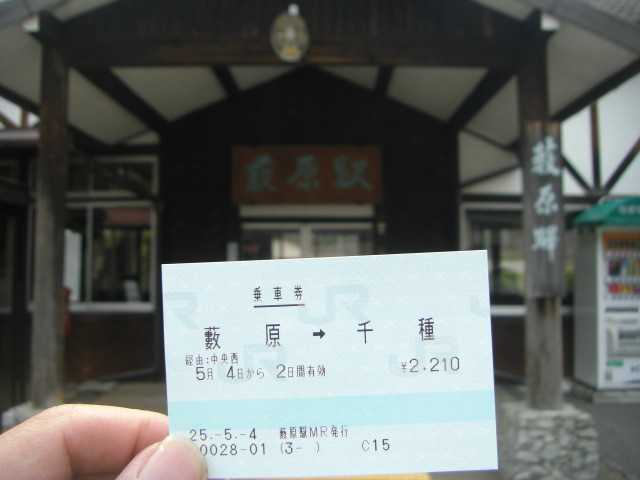 藪原駅
藪原駅
乗車券
藪原 → 千種
経由:中央西
5月 4日から 2日間有効
¥2,210
25.-5.-4 藪原駅MR発行
0028-01 (3- ) C15